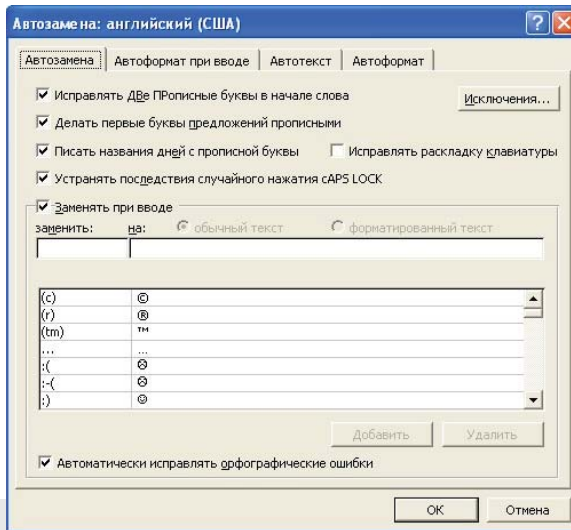 Автозамена: английский (США)
Автозамена Автоформат при вводе Автотекст Автоформат
Исправлять ДВе ПРописные буквы в начале слова Исключения...
Делать первые буквы предложений прописными
Писать названия дней с прописной буквы Исправлять раскладку клавиатуры
Устранять последствия случайного нажатия cAPS LOCK
Заменять при вводе
заменить: на: обычный текст форматированный текст
(c) ©
(r) ®
(tm) ™
... ...
:( ☹
:-( ☹
:) ☺
Добавить Удалить
Автоматически исправлять орфографические ошибки
ОК Отмена